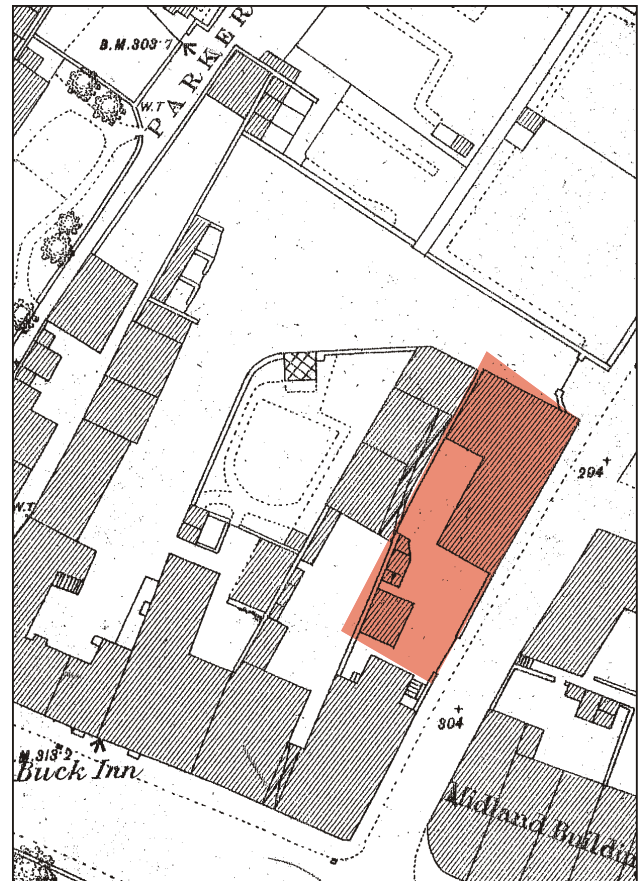 B.M.303·7
PARKER
W.T
294
W.T
304
M.313·2
Buck Inn
Midland Buildin